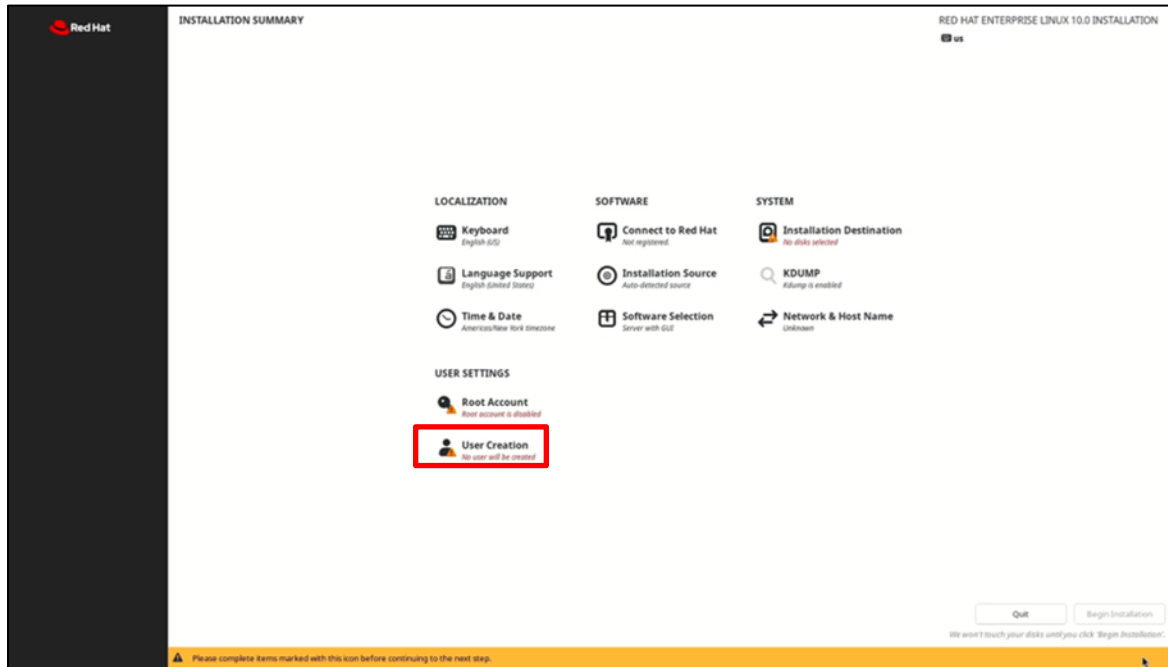 Red Hat
INSTALLATION SUMMARY
RED HAT ENTERPRISE LINUX 10.0 INSTALLATION
us
LOCALIZATION
Keyboard
English (US)
Language Support
English (United States)
Time & Date
Americas/New York timezone
SOFTWARE
Connect to Red Hat
Not registered.
Installation Source
Auto-detected source
Software Selection
Server with GUI
SYSTEM
Installation Destination
No disks selected
KDUMP
Kdump is enabled
Network & Host Name
Unknown
USER SETTINGS
Root Account
Root account is disabled
User Creation
No user will be created
Quit
Begin Installation
We won't touch your disks until you click 'Begin Installation'.
Please complete items marked with this icon before continuing to the next step.